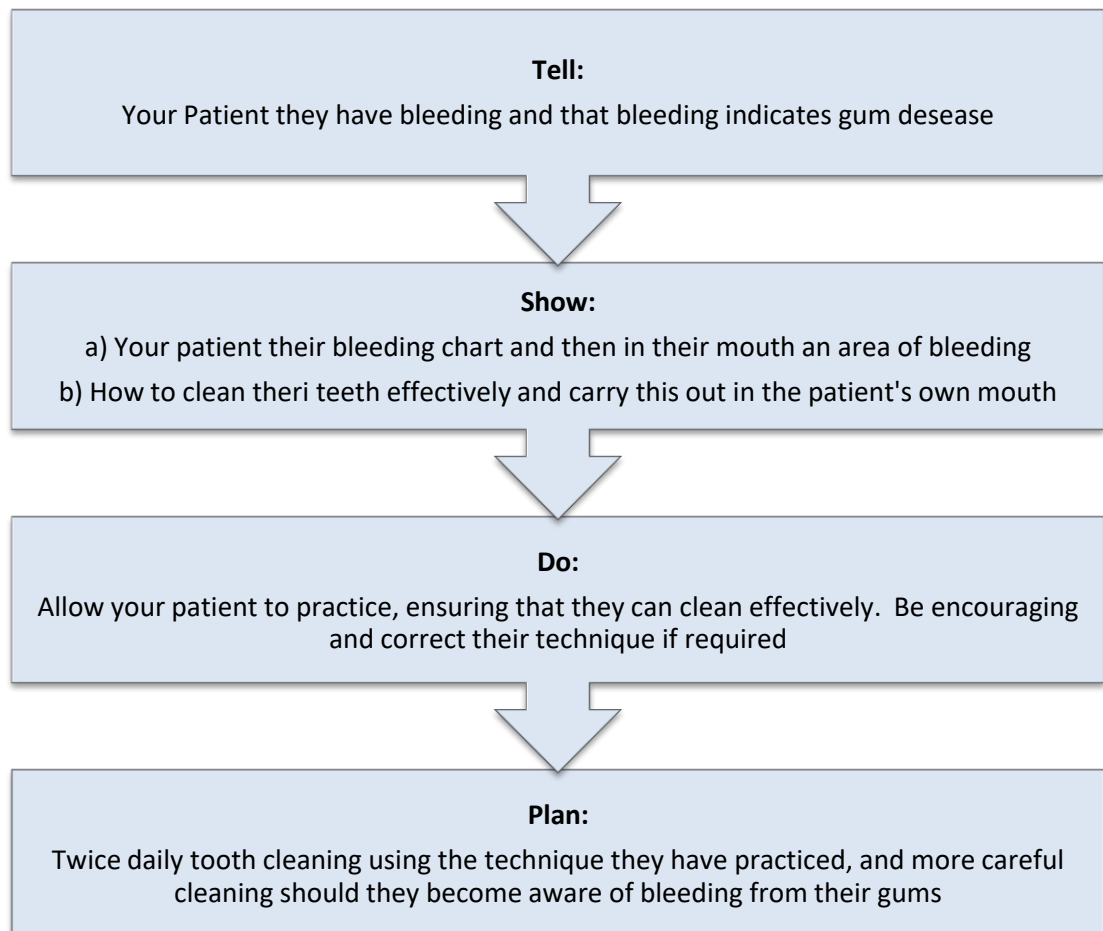 Tell:
Your Patient they have bleeding and that bleeding indicates gum desease
Show:
a) Your patient their bleeding chart and then in their mouth an area of bleeding
b) How to clean theri teeth effectively and carry this out in the patient's own mouth
Do:
Allow your patient to practice, ensuring that they can clean effectively.  Be encouraging
and correct their technique if required
Plan:
Twice daily tooth cleaning using the technique they have practiced, and more careful
cleaning should they become aware of bleeding from their gums